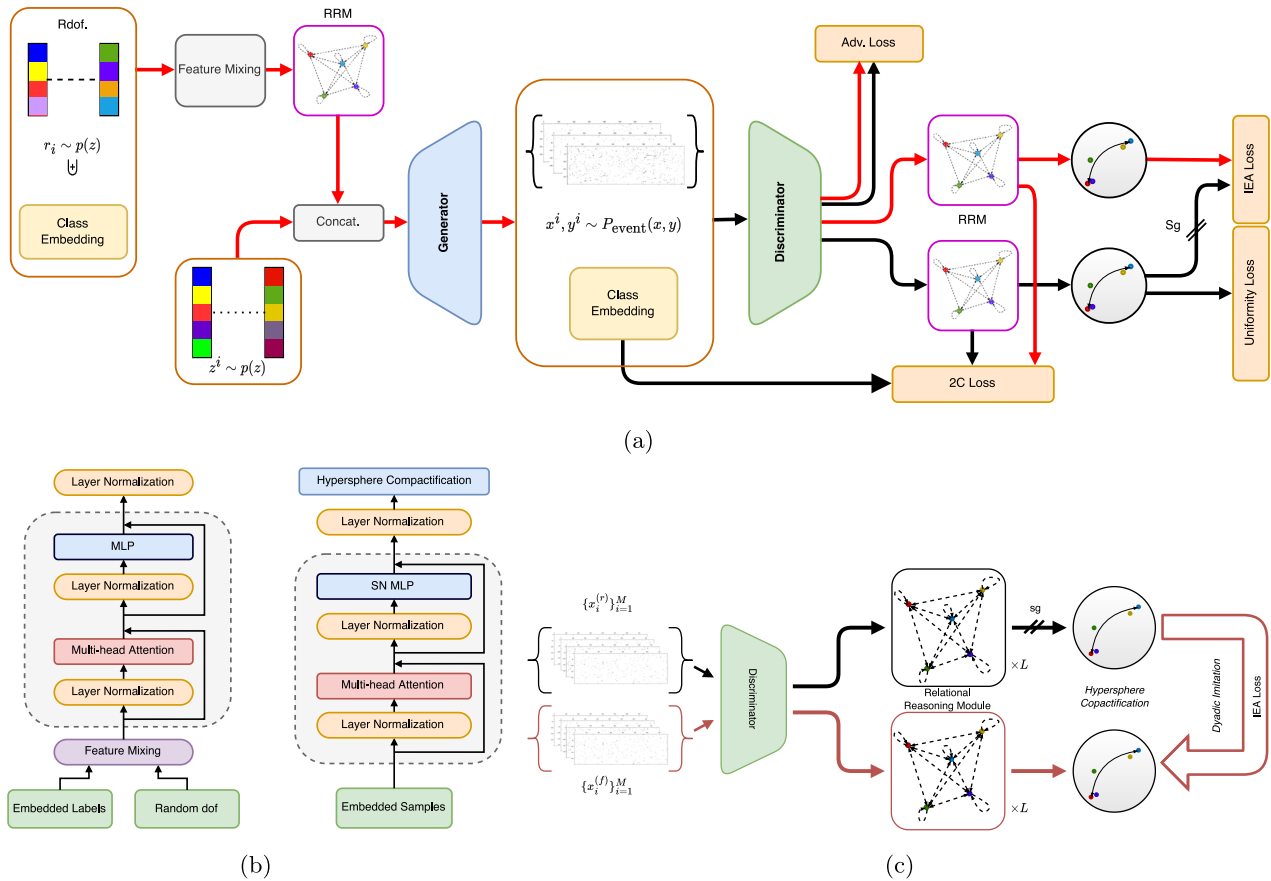 Rdof.
RRM
Adv. Loss
Feature Mixing
r_i ∼ p(z)
⊎
Class
Embedding
Concat.
z^i ∼ p(z)
Generator
x^i, y^i ∼ P_event(x, y)
Class
Embedding
Discriminator
RRM
Sg
IEA Loss
Uniformity Loss
2C Loss
(a)
Layer Normalization
MLP
Layer Normalization
Multi-head Attention
Layer Normalization
Feature Mixing
Embedded Labels
Random dof
Hypersphere Compactification
Layer Normalization
SN MLP
Layer Normalization
Multi-head Attention
Layer Normalization
Embedded Samples
(b)
{x_i^{(r)}}_{i=1}^M
{x_i^{(f)}}_{i=1}^M
Discriminator
×L
Relational
Reasoning Module
×L
sg
Hypersphere
Copactification
Dyadic Imitation
IEA Loss
(c)